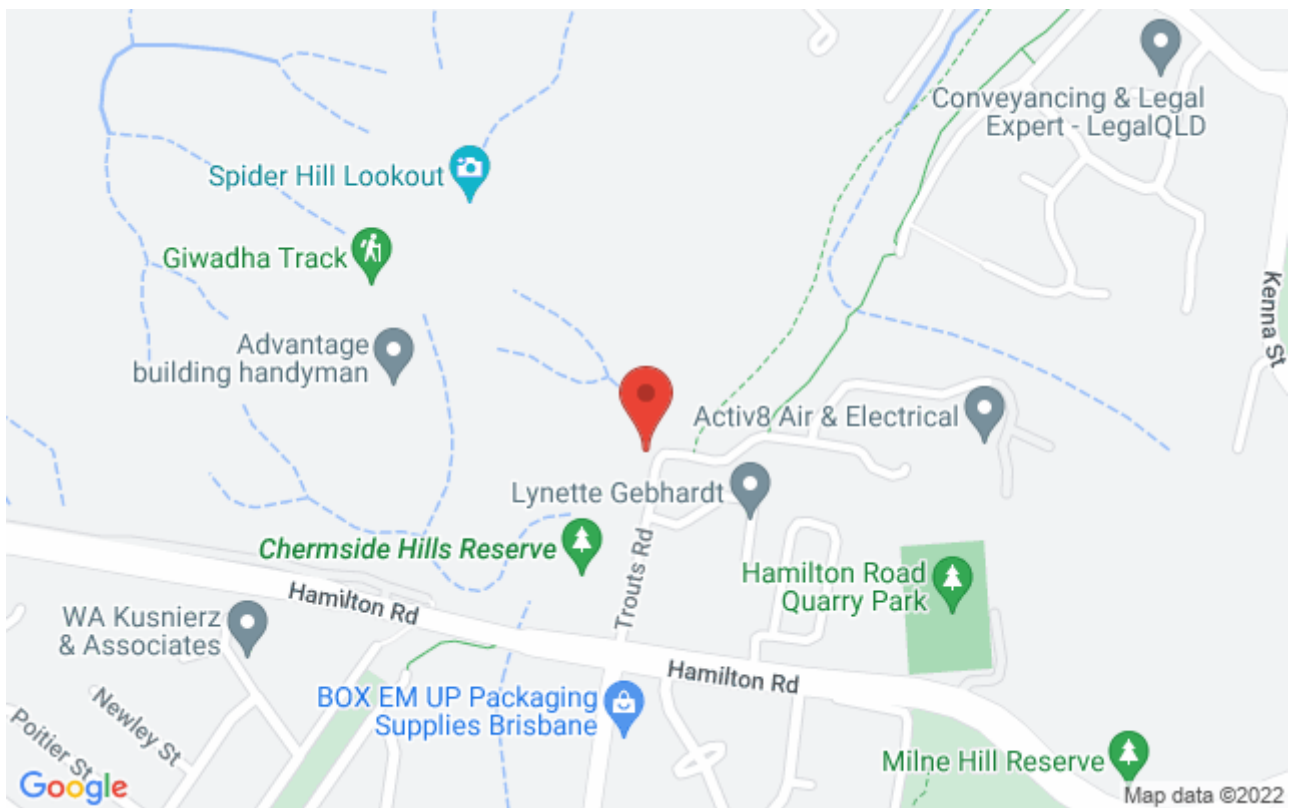 Conveyancing & Legal
Expert - LegalQLD
Spider Hill Lookout
Giwadha Track
Kenna St
Advantage
building handyman
Activ8 Air & Electrical
Lynette Gebhardt
Chermside Hills Reserve
Trouts Rd
Hamilton Road
Quarry Park
Hamilton Rd
WA Kusnierz
& Associates
Hamilton Rd
BOX EM UP Packaging
Supplies Brisbane
Newley St
Poitier St
Milne Hill Reserve
Google
Map data ©2022